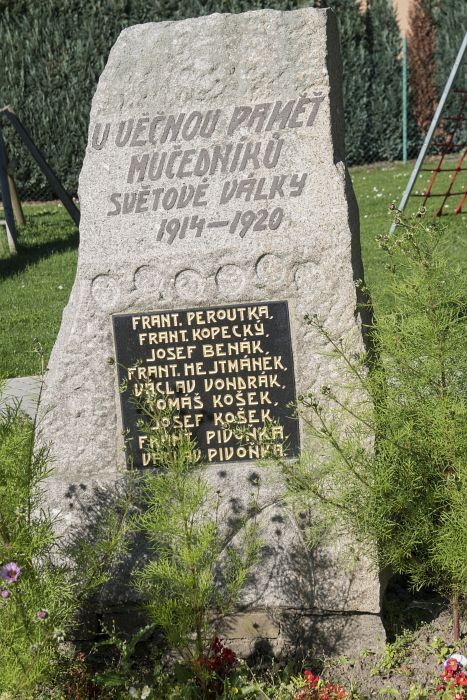 U VĚČNOU PAMĚŤ
MUČEDNÍKŮ
SVĚTOVÉ VÁLKY
1914–1920
FRANT. PEROUTKA,
FRANT. KOPECKÝ,
JOSEF BENÁK,
FRANT. HEJTMÁNEK,
VÁCLAV VONDRÁK,
TOMÁŠ KOŠEK,
JOSEF KOŠEK,
FRANT. PIVOŇKA,
VÁCLAV PIVOŇKA.